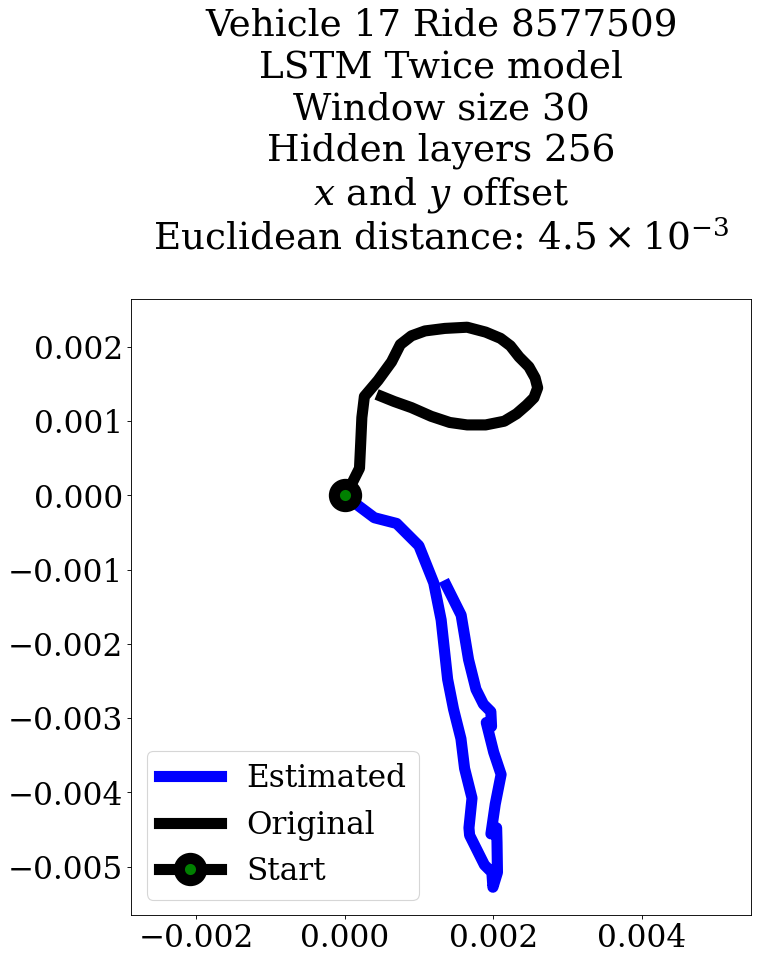 Vehicle 17 Ride 8577509
LSTM Twice model
Window size 30
Hidden layers 256
x and y offset
Euclidean distance: 4.5 × 10⁻³
0.002
0.001
0.000
−0.001
−0.002
−0.003
−0.004
−0.005
Estimated
Original
Start
−0.002 0.000 0.002 0.004